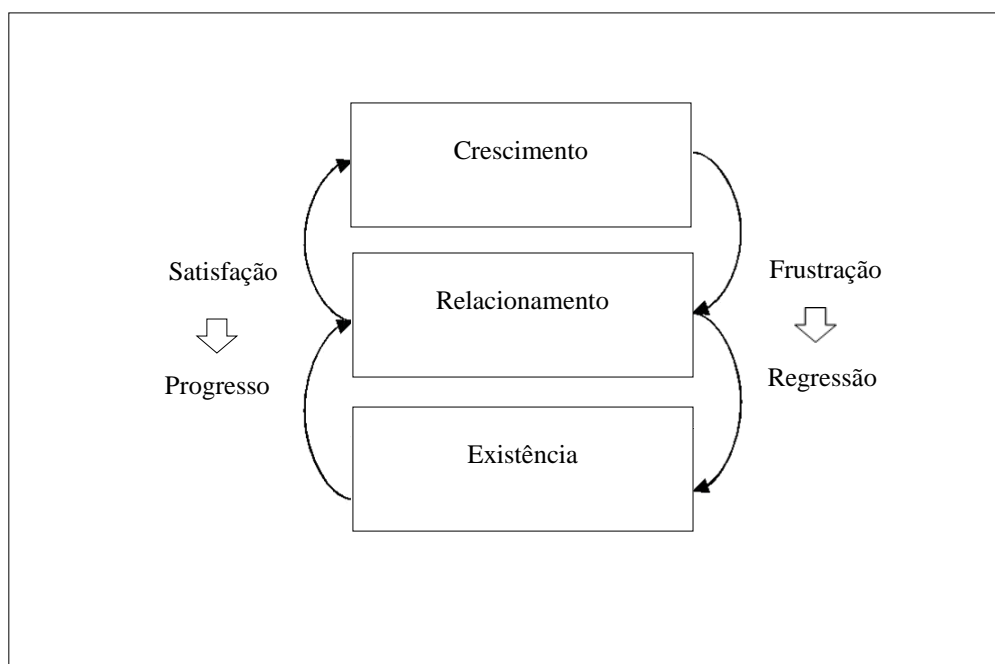 Crescimento
Satisfação
Progresso
Relacionamento
Frustração
Regressão
Existência